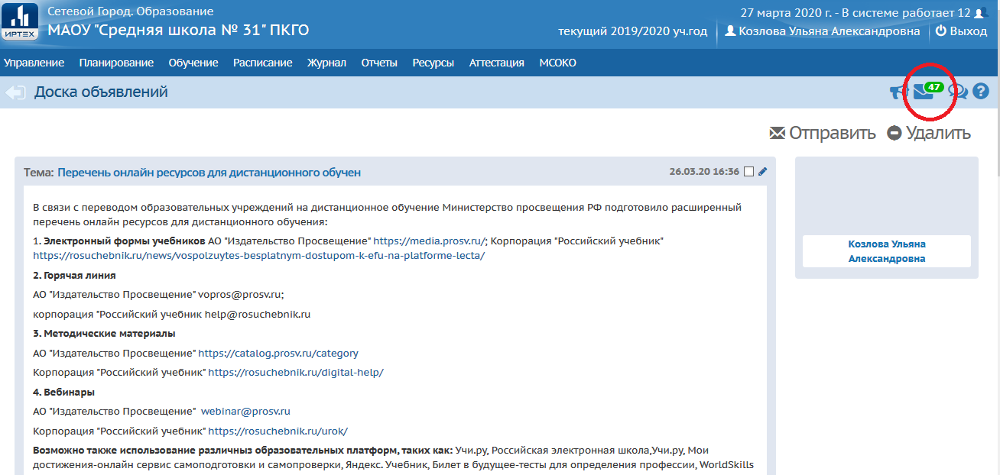 ИРТЕХ
Сетевой Город. Образование
МАОУ "Средняя школа № 31" ПКГО
27 марта 2020 г. - В системе работает 12
текущий 2019/2020 уч.год
Козлова Ульяна Александровна
Выход
Управление Планирование Обучение Расписание Журнал Отчеты Ресурсы Аттестация МСОКО
Доска объявлений
47
?
Отправить
Удалить
Тема: Перечень онлайн ресурсов для дистанционного обучен
26.03.20 16:36
В связи с переводом образовательных учреждений на дистанционное обучение Министерство просвещения РФ подготовило расширенный
перечень онлайн ресурсов для дистанционного обучения:
1. Электронный формы учебников АО "Издательство Просвещение" https://media.prosv.ru/; Корпорация "Российский учебник"
https://rosuchebnik.ru/news/vospolzuytes-besplatnym-dostupom-k-efu-na-platforme-lecta/
2. Горячая линия
АО "Издательство Просвещение" vopros@prosv.ru;
корпорация "Российский учебник help@rosuchebnik.ru
3. Методические материалы
АО "Издательство Просвещение" https://catalog.prosv.ru/category
Корпорация "Российский учебник" https://rosuchebnik.ru/digital-help/
4. Вебинары
АО "Издательство Просвещение" webinar@prosv.ru
Корпорация "Российский учебник" https://rosuchebnik.ru/urok/
Возможно также использование различныз образовательных платформ, таких как: Учи.ру, Российская электронная школа,Учи.ру, Мои
достижения-онлайн сервис самоподготовки и самопроверки, Яндекс. Учебник, Билет в будущее-тесты для определения профессии, WorldSkills
Козлова Ульяна
Александровна